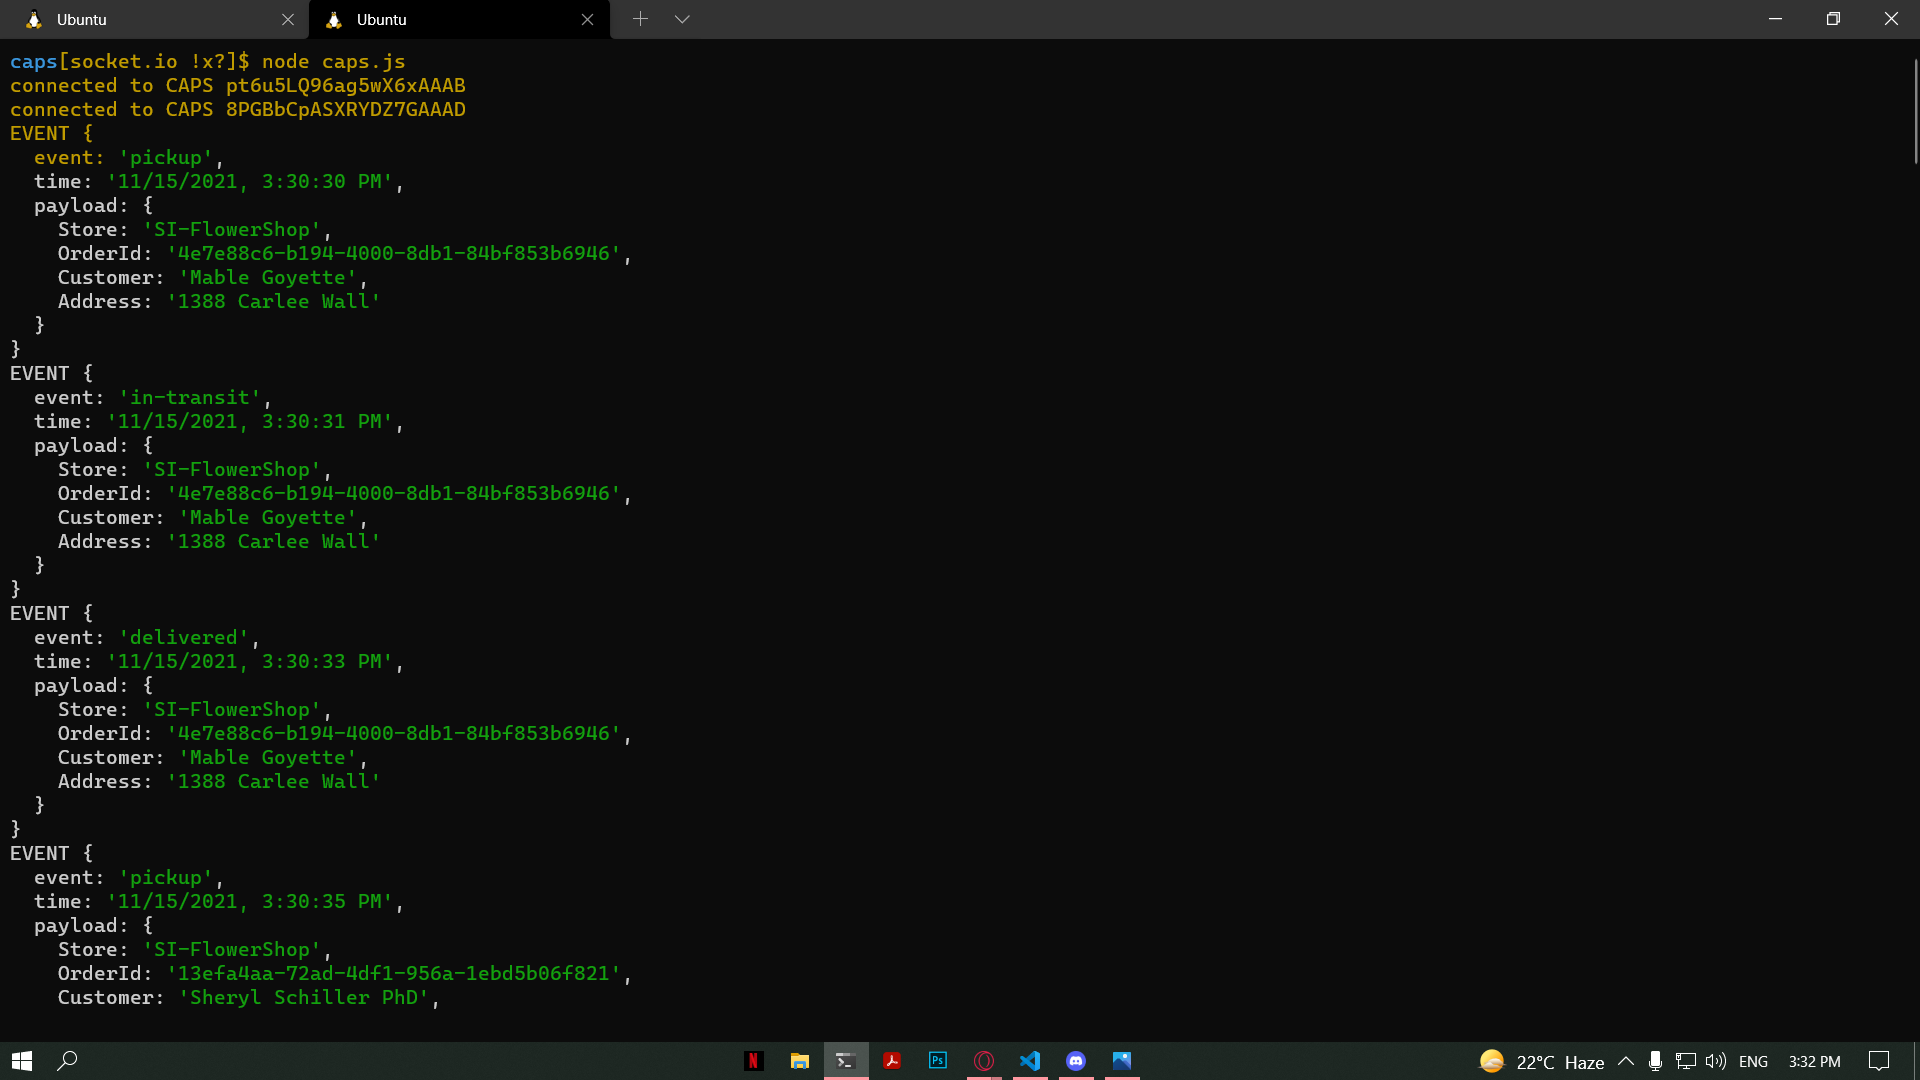 Ubuntu
Ubuntu
caps[socket.io !x?]$ node caps.js
connected to CAPS pt6u5LQ96ag5wX6xAAAB
connected to CAPS 8PGBbCpASXRYDZ7GAAAD
EVENT {
  event: 'pickup',
  time: '11/15/2021, 3:30:30 PM',
  payload: {
    Store: 'SI-FlowerShop',
    OrderId: '4e7e88c6-b194-4000-8db1-84bf853b6946',
    Customer: 'Mable Goyette',
    Address: '1388 Carlee Wall'
  }
}
EVENT {
  event: 'in-transit',
  time: '11/15/2021, 3:30:31 PM',
  payload: {
    Store: 'SI-FlowerShop',
    OrderId: '4e7e88c6-b194-4000-8db1-84bf853b6946',
    Customer: 'Mable Goyette',
    Address: '1388 Carlee Wall'
  }
}
EVENT {
  event: 'delivered',
  time: '11/15/2021, 3:30:33 PM',
  payload: {
    Store: 'SI-FlowerShop',
    OrderId: '4e7e88c6-b194-4000-8db1-84bf853b6946',
    Customer: 'Mable Goyette',
    Address: '1388 Carlee Wall'
  }
}
EVENT {
  event: 'pickup',
  time: '11/15/2021, 3:30:35 PM',
  payload: {
    Store: 'SI-FlowerShop',
    OrderId: '13efa4aa-72ad-4df1-956a-1ebd5b06f821',
    Customer: 'Sheryl Schiller PhD',
N
Ps
22°C Haze
ENG
3:32 PM